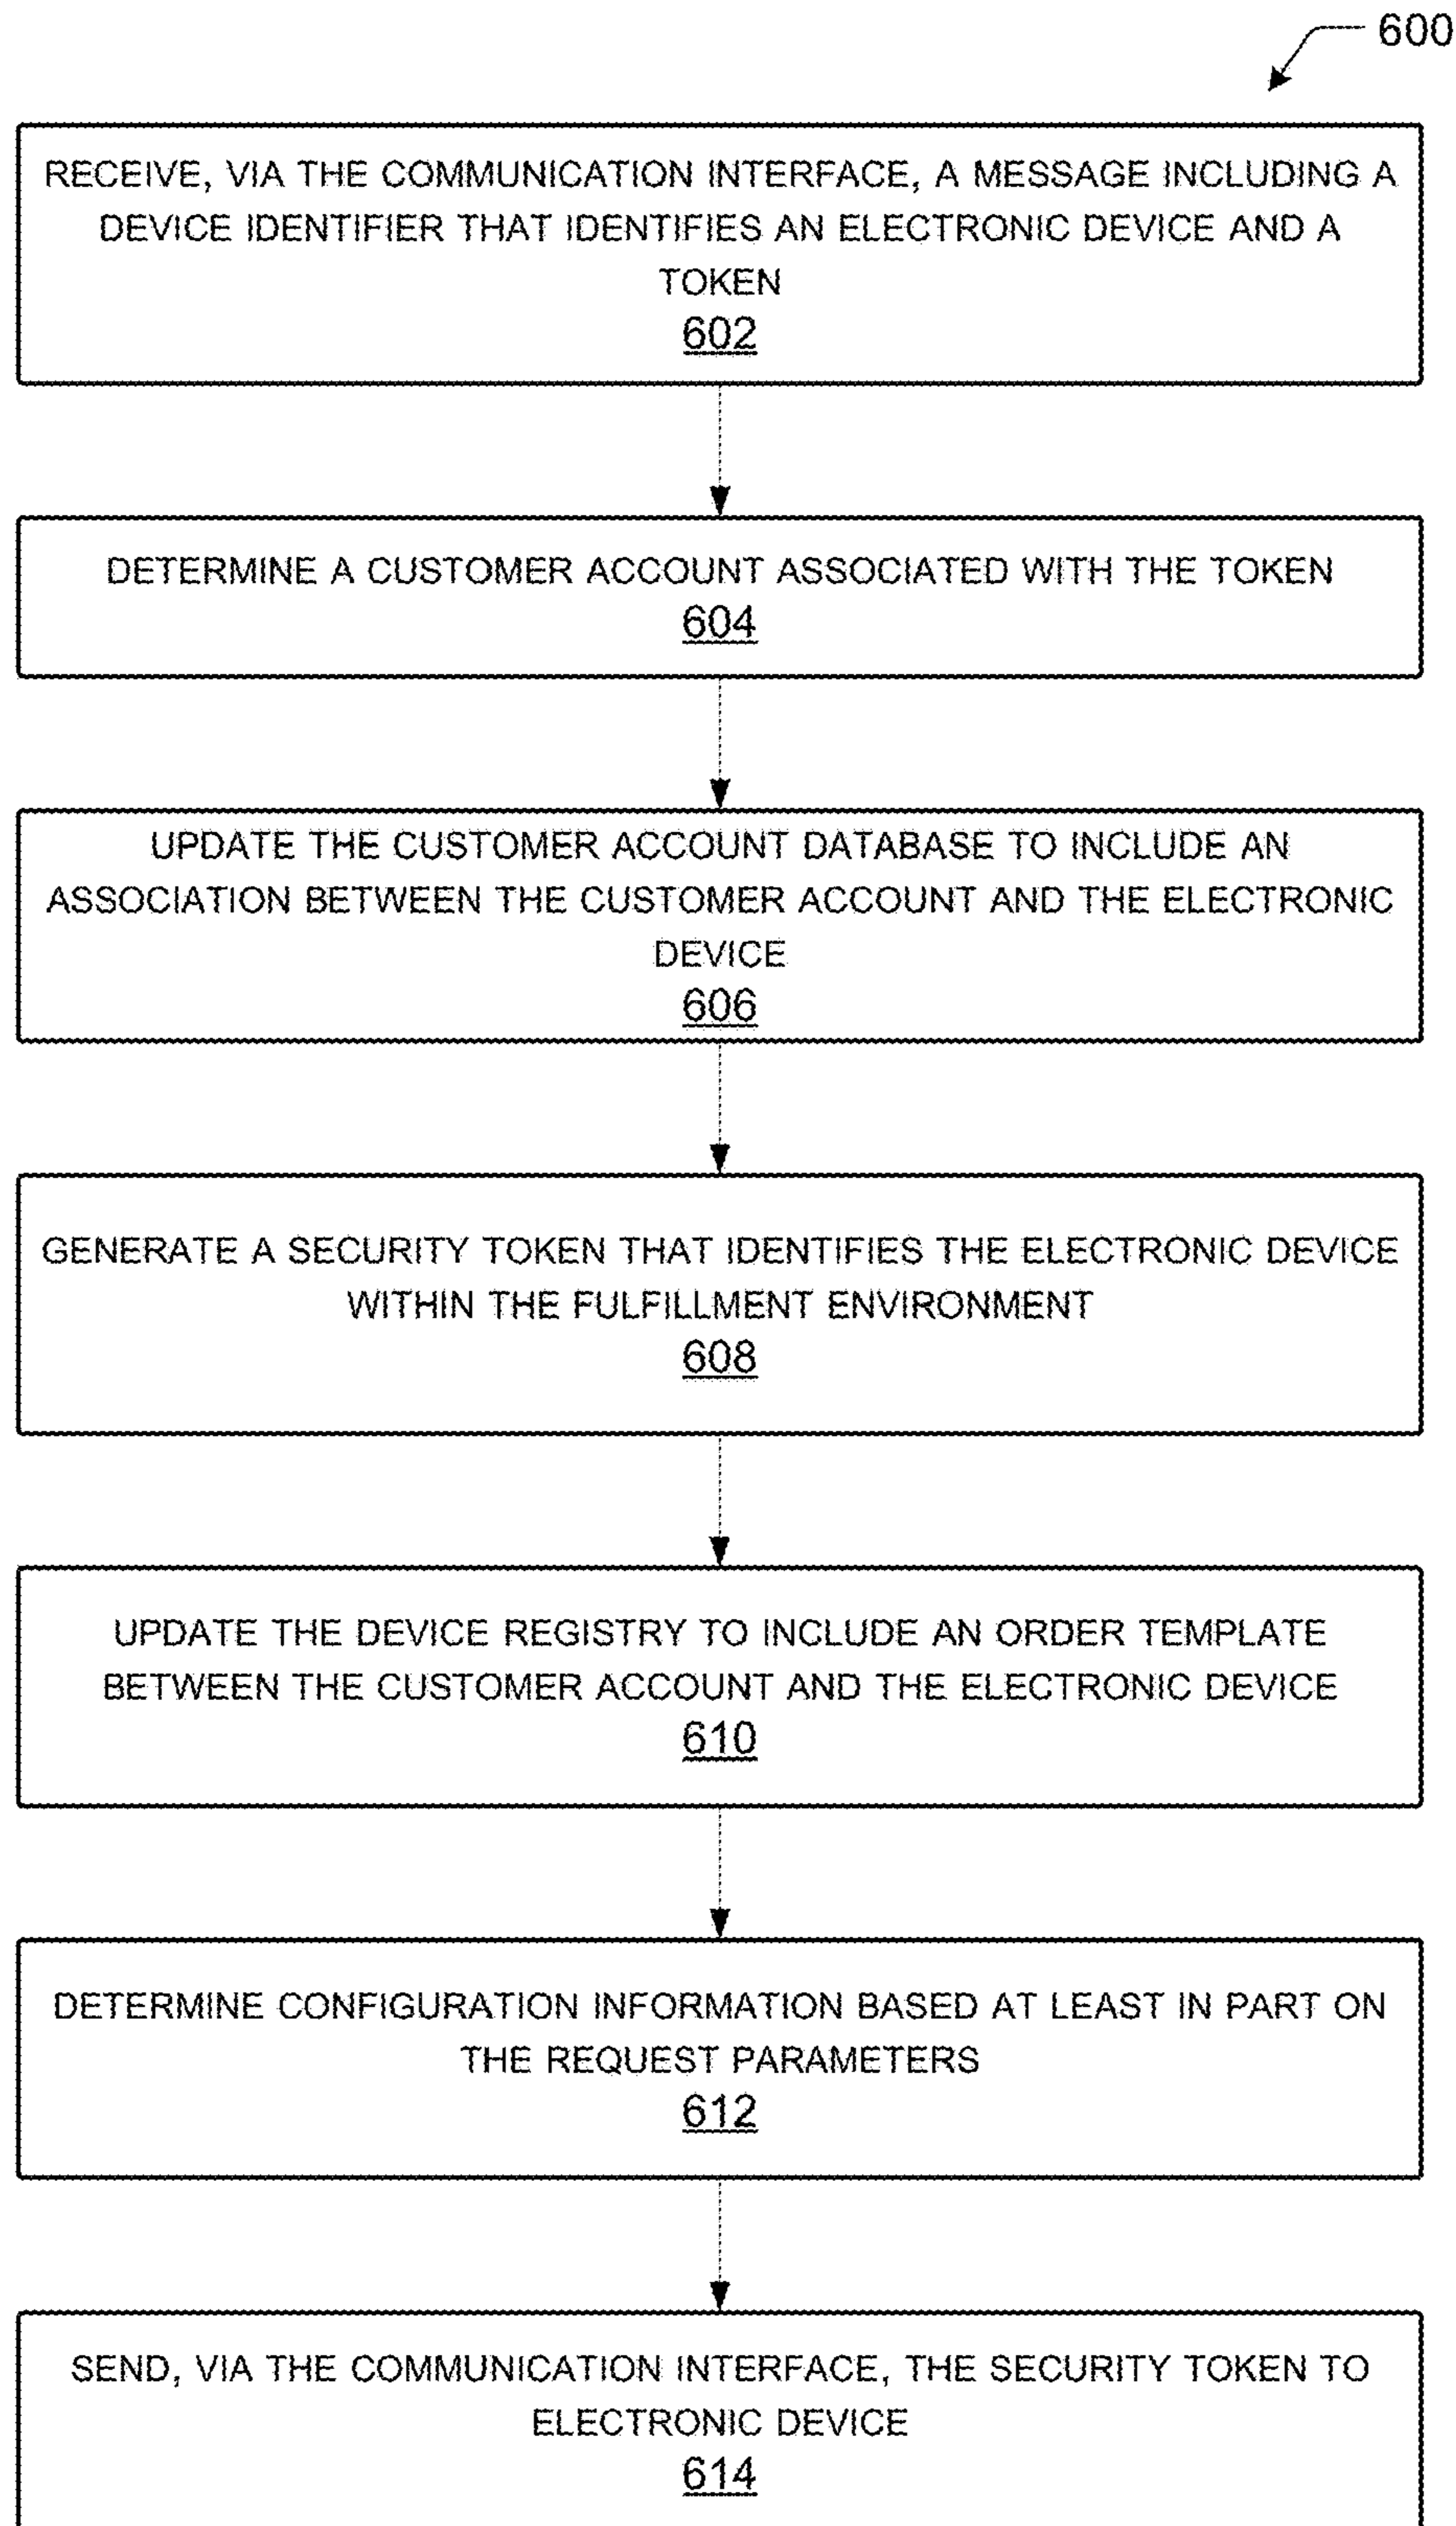 600
RECEIVE, VIA THE COMMUNICATION INTERFACE, A MESSAGE INCLUDING A
DEVICE IDENTIFIER THAT IDENTIFIES AN ELECTRONIC DEVICE AND A
TOKEN
602
DETERMINE A CUSTOMER ACCOUNT ASSOCIATED WITH THE TOKEN
604
UPDATE THE CUSTOMER ACCOUNT DATABASE TO INCLUDE AN
ASSOCIATION BETWEEN THE CUSTOMER ACCOUNT AND THE ELECTRONIC
DEVICE
606
GENERATE A SECURITY TOKEN THAT IDENTIFIES THE ELECTRONIC DEVICE
WITHIN THE FULFILLMENT ENVIRONMENT
608
UPDATE THE DEVICE REGISTRY TO INCLUDE AN ORDER TEMPLATE
BETWEEN THE CUSTOMER ACCOUNT AND THE ELECTRONIC DEVICE
610
DETERMINE CONFIGURATION INFORMATION BASED AT LEAST IN PART ON
THE REQUEST PARAMETERS
612
SEND, VIA THE COMMUNICATION INTERFACE, THE SECURITY TOKEN TO
ELECTRONIC DEVICE
614